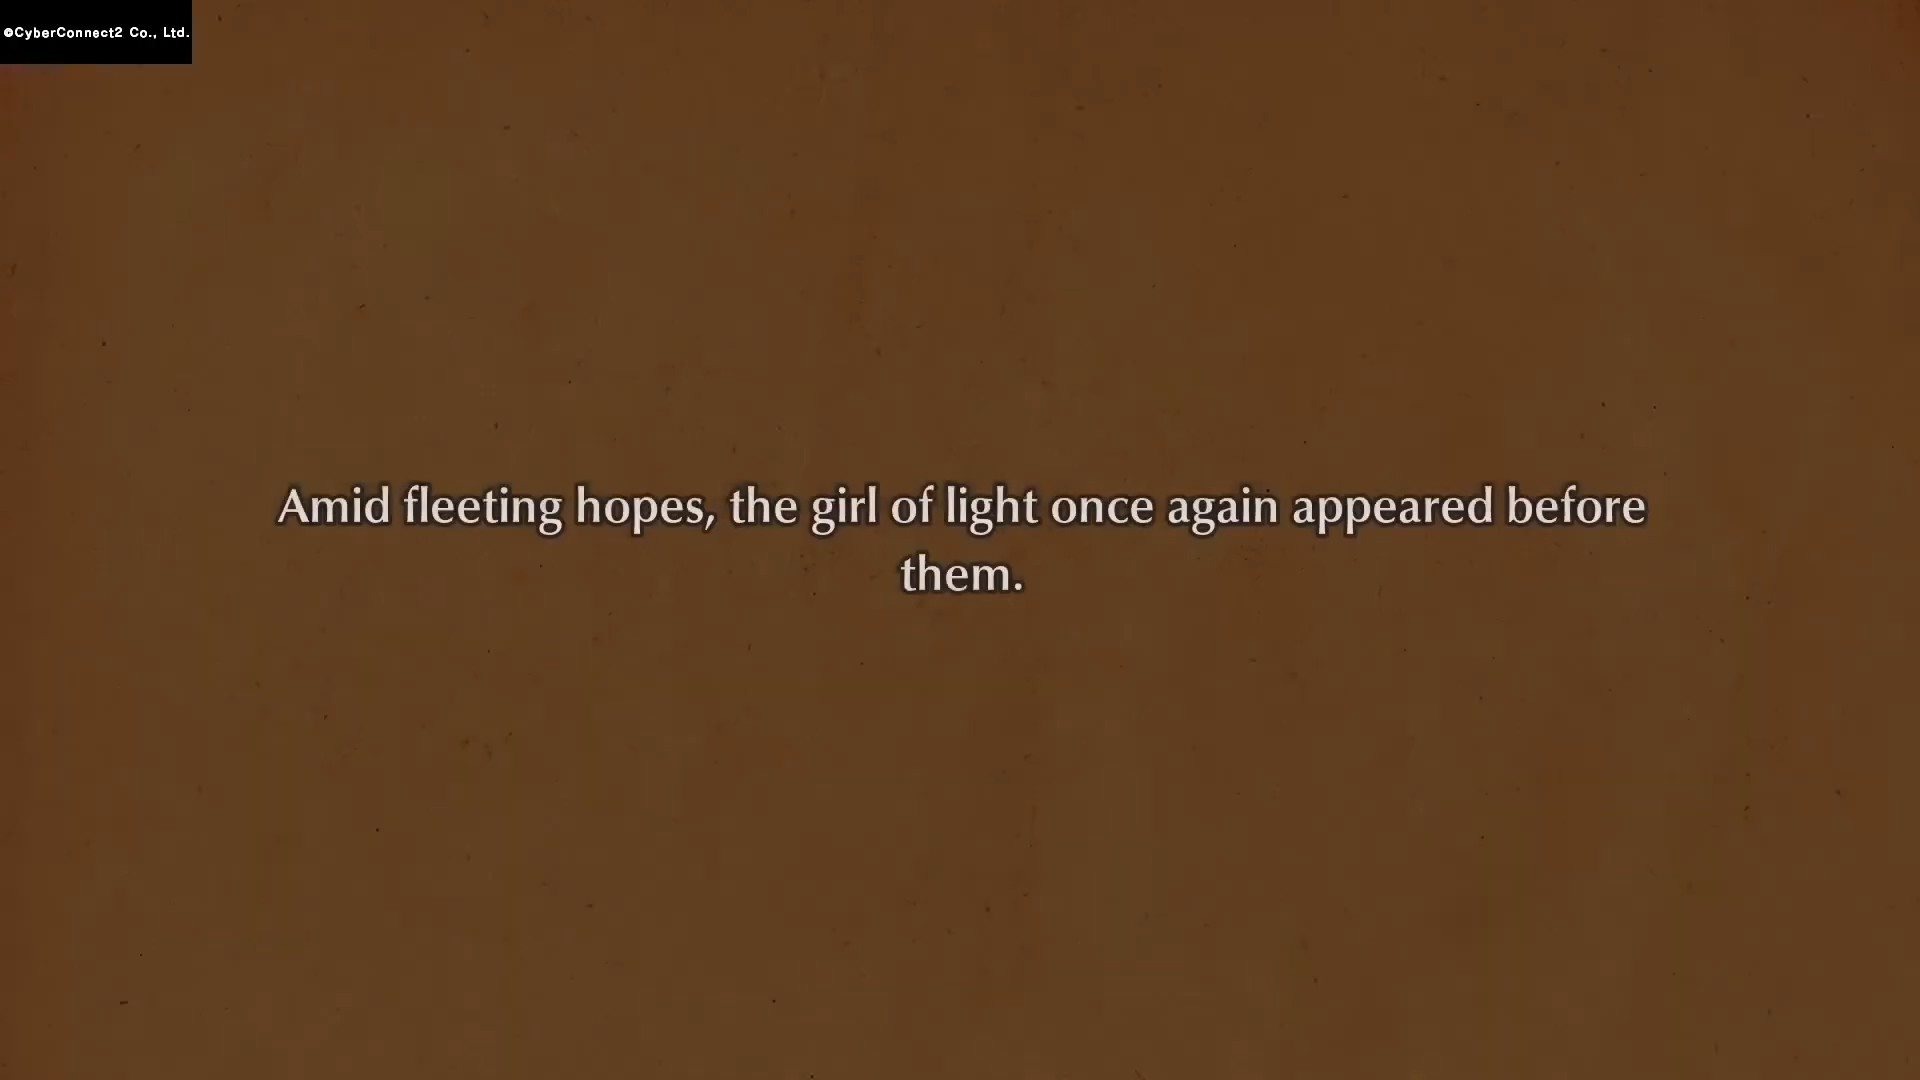 ©CyberConnect2 Co., Ltd.
Amid fleeting hopes, the girl of light once again appeared before
them.